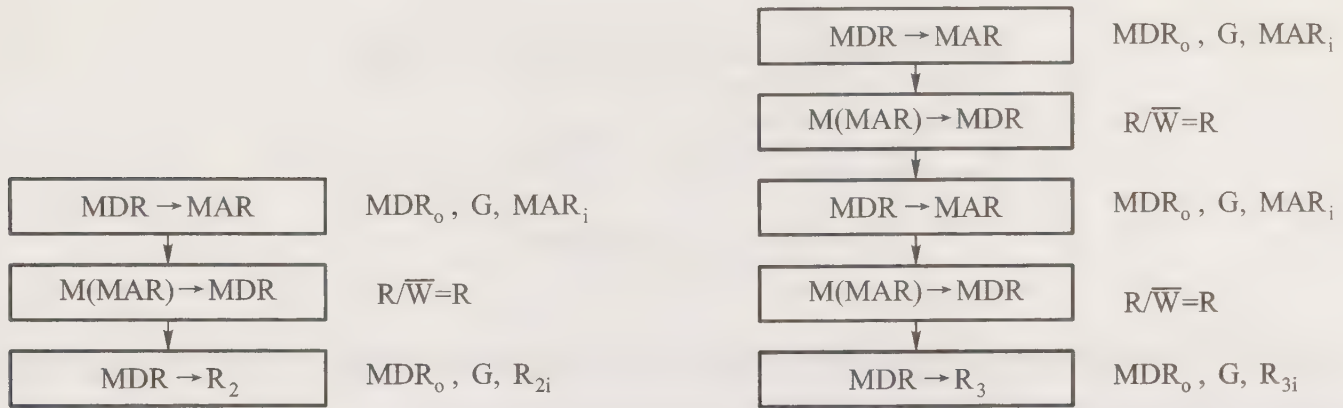 MDR → MAR MDRₒ , G, MARᵢ
M(MAR) → MDR R/W̅=R
MDR → R₂ MDRₒ , G, R₂ᵢ
MDR → MAR MDRₒ , G, MARᵢ
M(MAR) → MDR R/W̅=R
MDR → MAR MDRₒ , G, MARᵢ
M(MAR) → MDR R/W̅=R
MDR → R₃ MDRₒ , G, R₃ᵢ